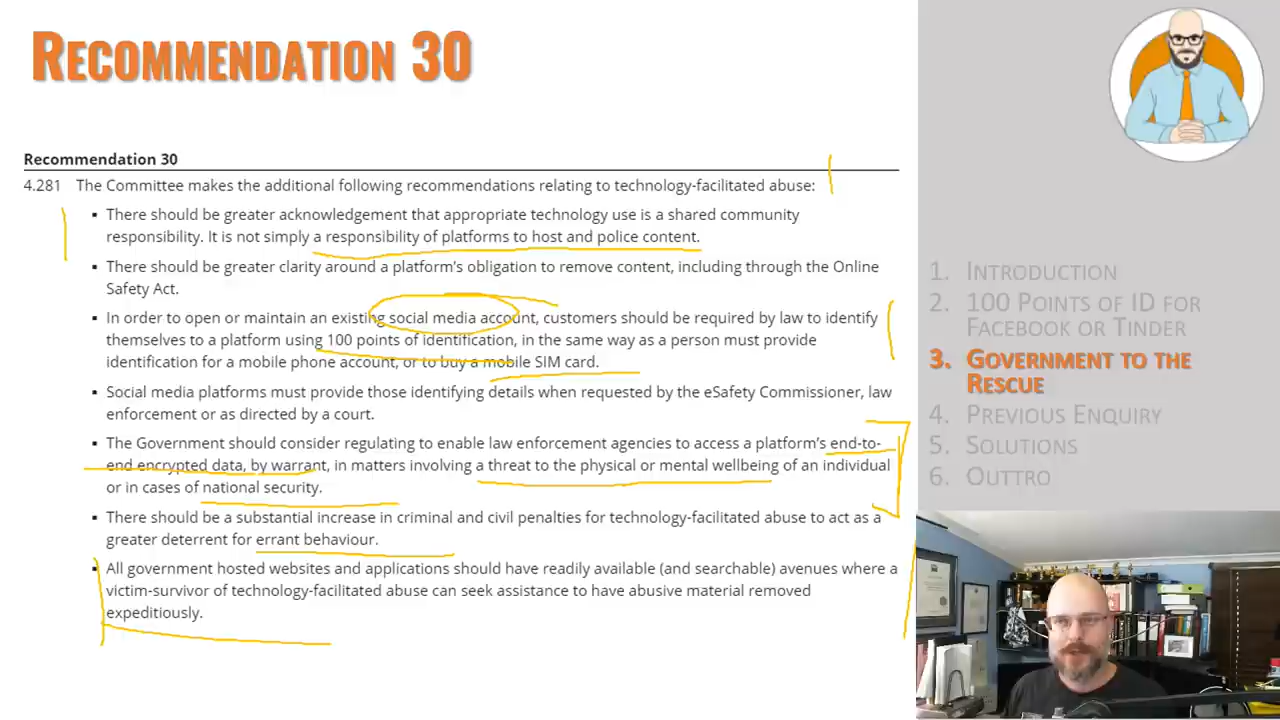 RECOMMENDATION 30
Recommendation 30
4.281 The Committee makes the additional following recommendations relating to technology-facilitated abuse:
▪ There should be greater acknowledgement that appropriate technology use is a shared community
responsibility. It is not simply a responsibility of platforms to host and police content.
▪ There should be greater clarity around a platform's obligation to remove content, including through the Online
Safety Act.
▪ In order to open or maintain an existing social media account, customers should be required by law to identify
themselves to a platform using 100 points of identification, in the same way as a person must provide
identification for a mobile phone account, or to buy a mobile SIM card.
▪ Social media platforms must provide those identifying details when requested by the eSafety Commissioner, law
enforcement or as directed by a court.
▪ The Government should consider regulating to enable law enforcement agencies to access a platform's end-to-
end encrypted data, by warrant, in matters involving a threat to the physical or mental wellbeing of an individual
or in cases of national security.
▪ There should be a substantial increase in criminal and civil penalties for technology-facilitated abuse to act as a
greater deterrent for errant behaviour.
▪ All government hosted websites and applications should have readily available (and searchable) avenues where a
victim-survivor of technology-facilitated abuse can seek assistance to have abusive material removed
expeditiously.
1. INTRODUCTION
2. 100 POINTS OF ID FOR
FACEBOOK OR TINDER
3. GOVERNMENT TO THE
RESCUE
4. PREVIOUS ENQUIRY
5. SOLUTIONS
6. OUTTRO